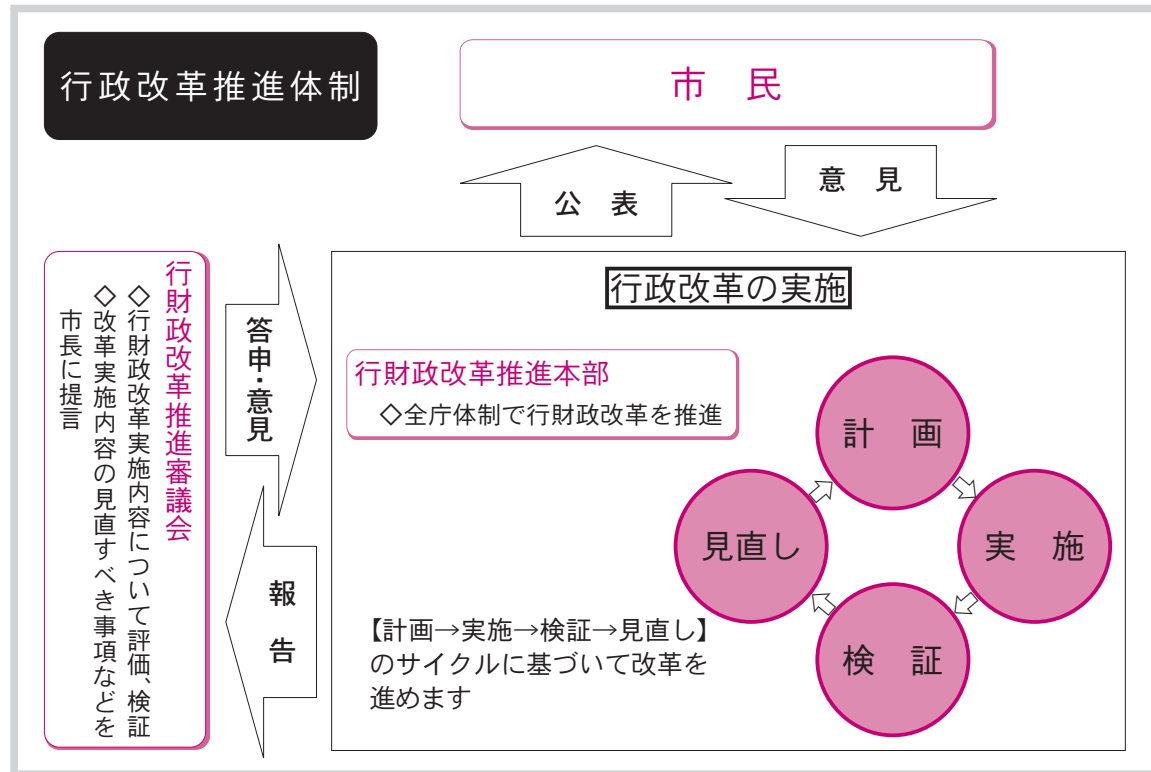 行政改革推進体制
市　民
公　表
意　見
行財政改革推進審議会
◇行財政改革実施内容について評価、検証
◇改革実施内容の見直すべき事項などを
市長に提言
答申・意見
報告
行政改革の実施
行財政改革推進本部
◇全庁体制で行財政改革を推進
計　画
実　施
検　証
見直し
【計画→実施→検証→見直し】
のサイクルに基づいて改革を
進めます